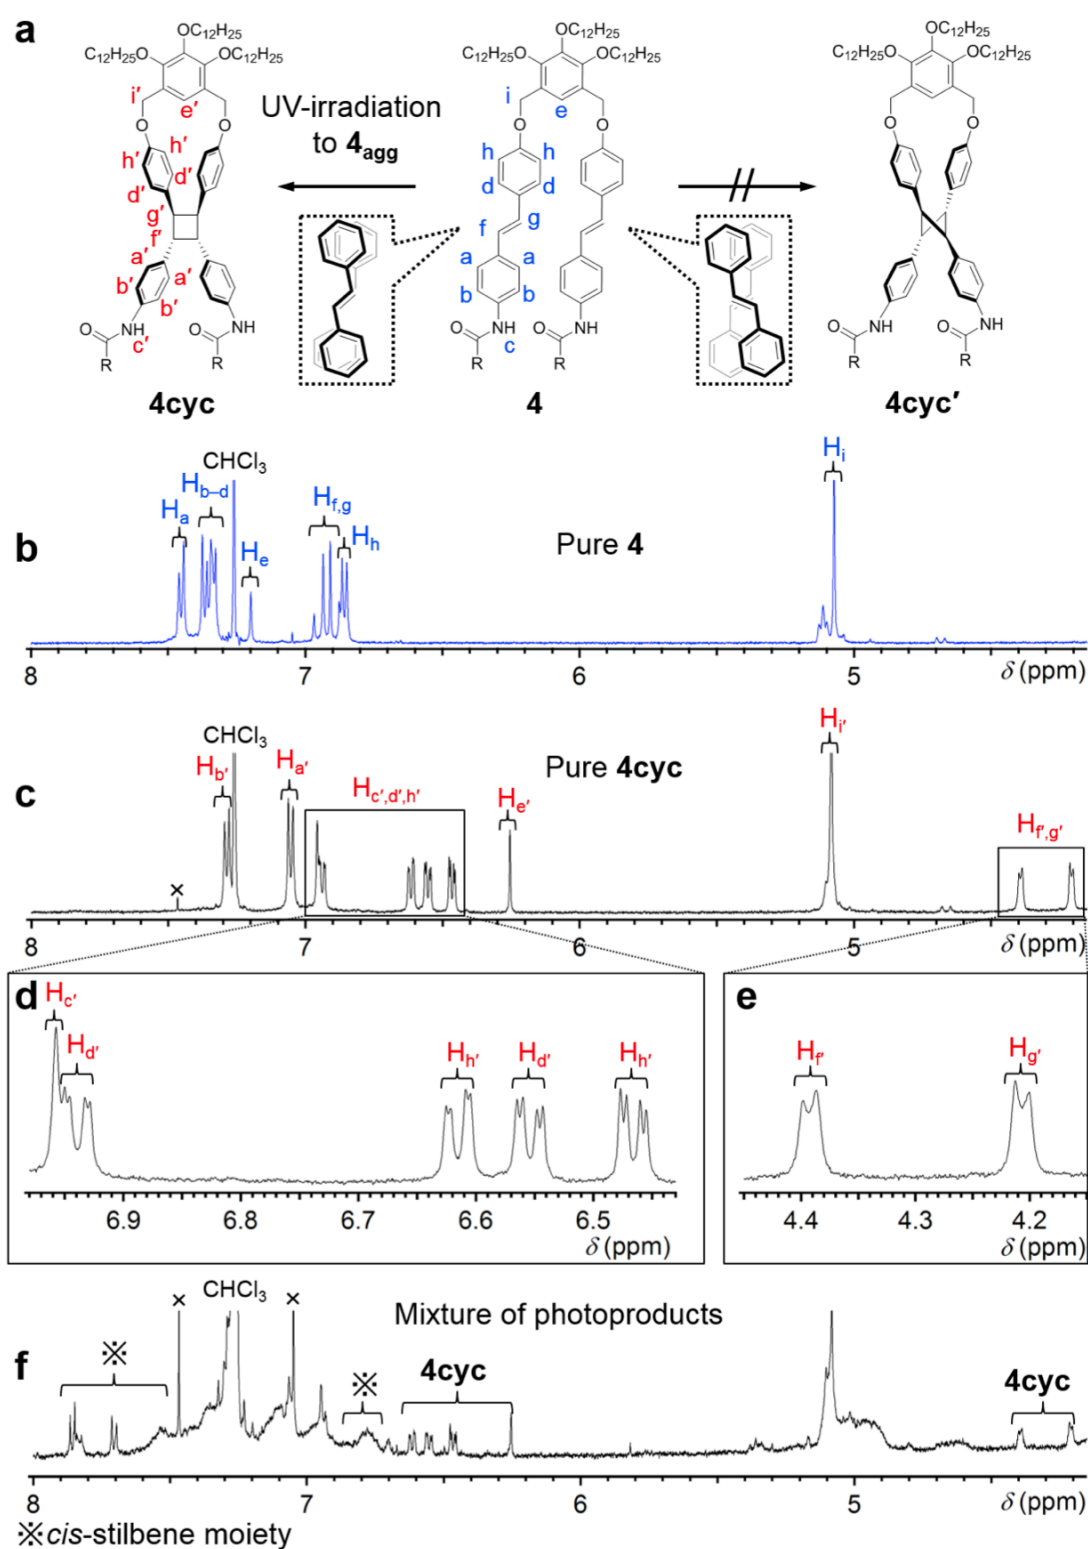 a
OC12H25
C12H25O OC12H25
i′ e′
O O
h′ h′
d′ d′
g′
f′
a′ a′
b′ b′
O NH c′ O NH
R R
4cyc
UV-irradiation
to 4agg
OC12H25
C12H25O OC12H25
i e
O O
h h
d d
f g
a a
b b
O NH O NH
c
R R
4
OC12H25
C12H25O OC12H25
O O
O NH O NH
R R
4cyc′
b
Ha
Hb–d
CHCl3
He
Hf,g
Hh
Pure 4
Hi
8 7 6 5 δ (ppm)
c
Hb′
CHCl3
Ha′
Hc′,d′,h′
Pure 4cyc
He′
Hi′
Hf′,g′
×
8 7 6 5 δ (ppm)
d
Hc′
Hd′
Hh′
Hd′
Hh′
6.9 6.8 6.7 6.6 6.5
δ (ppm)
e
Hf′
Hg′
4.4 4.3 4.2
δ (ppm)
f
※
×
CHCl3
×
※
Mixture of photoproducts
4cyc
4cyc
8 7 6 5 δ (ppm)
※cis-stilbene moiety